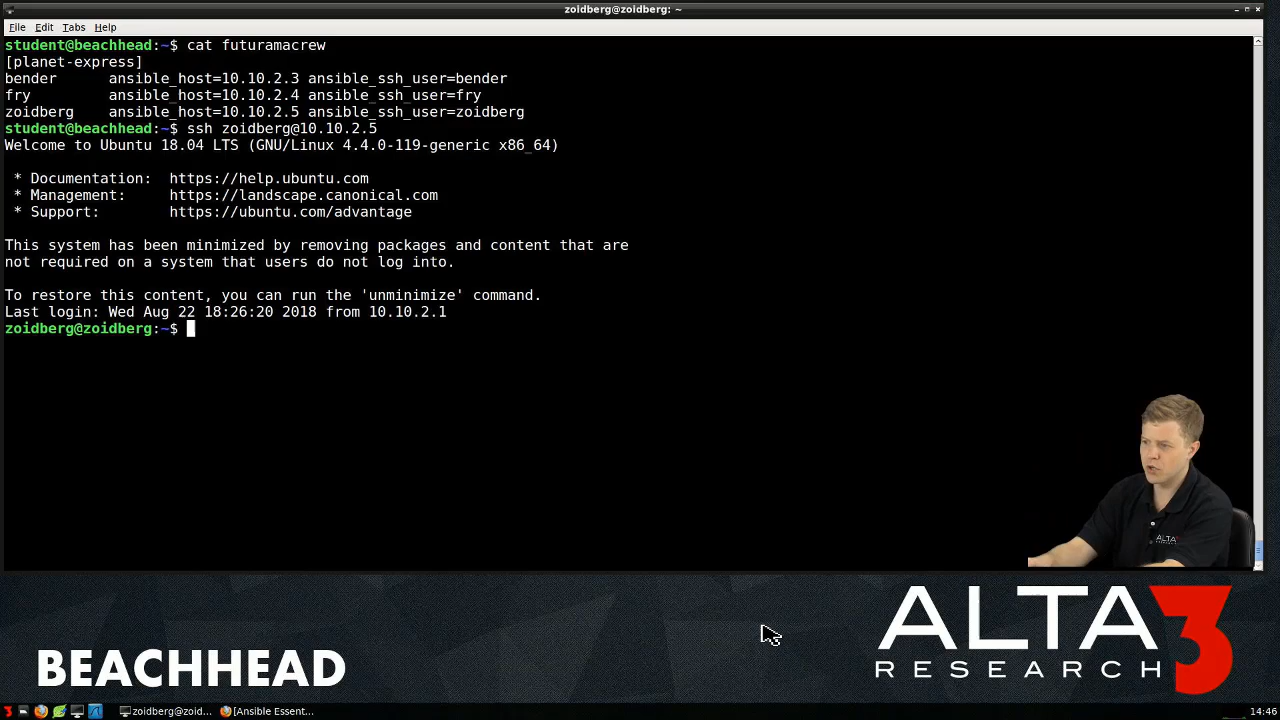 zoidberg@zoidberg: ~
File Edit Tabs Help
student@beachhead:~$ cat futuramacrew
[planet-express]
bender ansible_host=10.10.2.3 ansible_ssh_user=bender
fry ansible_host=10.10.2.4 ansible_ssh_user=fry
zoidberg ansible_host=10.10.2.5 ansible_ssh_user=zoidberg
student@beachhead:~$ ssh zoidberg@10.10.2.5
Welcome to Ubuntu 18.04 LTS (GNU/Linux 4.4.0-119-generic x86_64)
* Documentation: https://help.ubuntu.com
* Management: https://landscape.canonical.com
* Support: https://ubuntu.com/advantage
This system has been minimized by removing packages and content that are
not required on a system that users do not log into.
To restore this content, you can run the 'unminimize' command.
Last login: Wed Aug 22 18:26:20 2018 from 10.10.2.1
zoidberg@zoidberg:~$
ALTA3
BEACHHEAD
ALTA3
RESEARCH
zoidberg@zoid... [Ansible Essent... 14:46